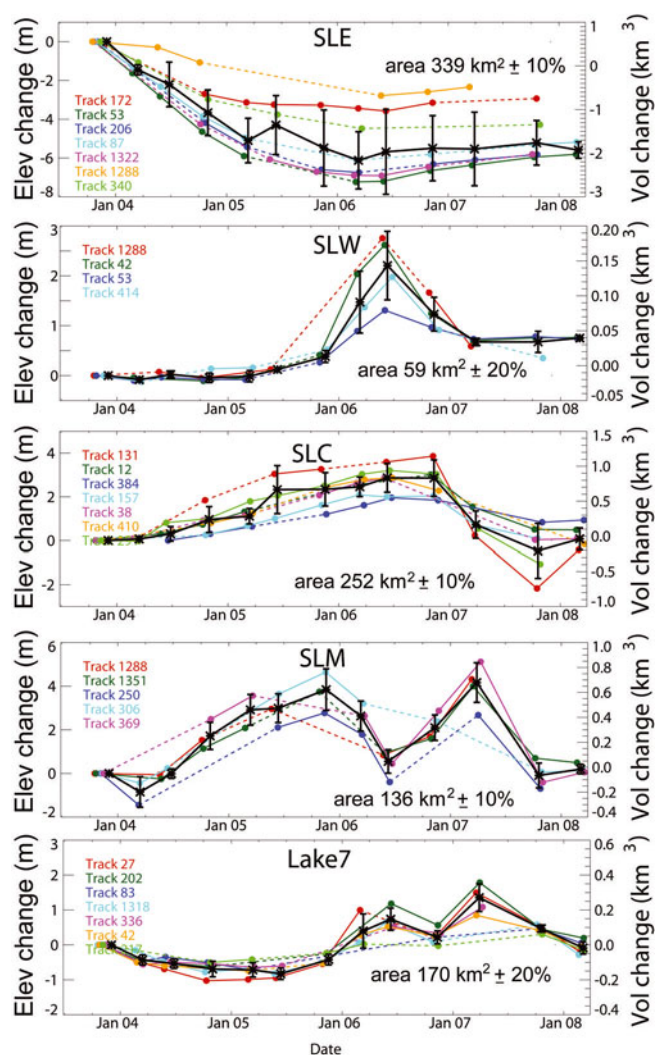 SLE
area 339 km² ± 10%
Elev change (m)
Vol change (km³)
0
-2
-4
-6
-8
1
0
-1
-2
-3
Track 172
Track 53
Track 206
Track 87
Track 1322
Track 1288
Track 340
Jan 04 Jan 05 Jan 06 Jan 07 Jan 08
SLW
area 59 km² ± 20%
Elev change (m)
Vol change (km³)
3
2
1
0
0.20
0.15
0.10
0.05
0.00
-0.05
Track 1288
Track 42
Track 53
Track 414
Jan 04 Jan 05 Jan 06 Jan 07 Jan 08
SLC
area 252 km² ± 10%
Elev change (m)
Vol change (km³)
4
2
0
-2
1.5
1.0
0.5
0.0
-0.5
-1.0
Track 131
Track 12
Track 384
Track 157
Track 38
Track 410
Jan 04 Jan 05 Jan 06 Jan 07 Jan 08
SLM
area 136 km² ± 10%
Elev change (m)
Vol change (km³)
6
4
2
0
-2
0.8
0.6
0.4
0.2
0.0
-0.2
-0.4
Track 1288
Track 1351
Track 250
Track 306
Track 369
Jan 04 Jan 05 Jan 06 Jan 07 Jan 08
Lake7
area 170 km² ± 20%
Elev change (m)
Vol change (km³)
3
2
1
0
-1
-2
0.6
0.4
0.2
0.0
-0.2
Track 27
Track 202
Track 83
Track 1318
Track 336
Track 42
Jan 04 Jan 05 Jan 06 Jan 07 Jan 08
Date